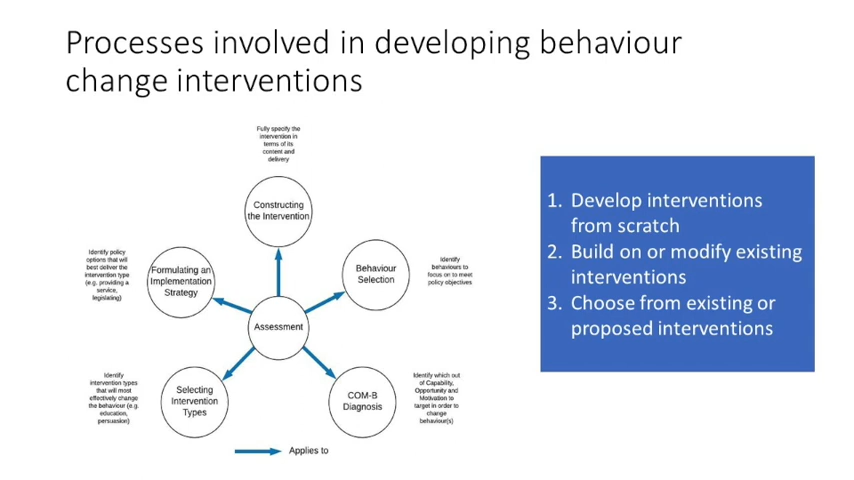 Processes involved in developing behaviour
change interventions
Fully specify the
intervention in
terms of its
content and
delivery
Constructing
the Intervention
Identify policy
options that will
best deliver the
intervention type
(e.g. providing a
service,
legislating)
Formulating an
Implementation
Strategy
Behaviour
Selection
Identify
behaviours to
focus on to meet
policy objectives
Assessment
Identify
intervention types
that will most
effectively change
the behaviour (e.g.
education,
persuasion)
Selecting
Intervention
Types
COM-B
Diagnosis
Identify which out
of Capability,
Opportunity and
Motivation to
target in order to
change
behaviour(s)
Applies to
1. Develop interventions
from scratch
2. Build on or modify existing
interventions
3. Choose from existing or
proposed interventions